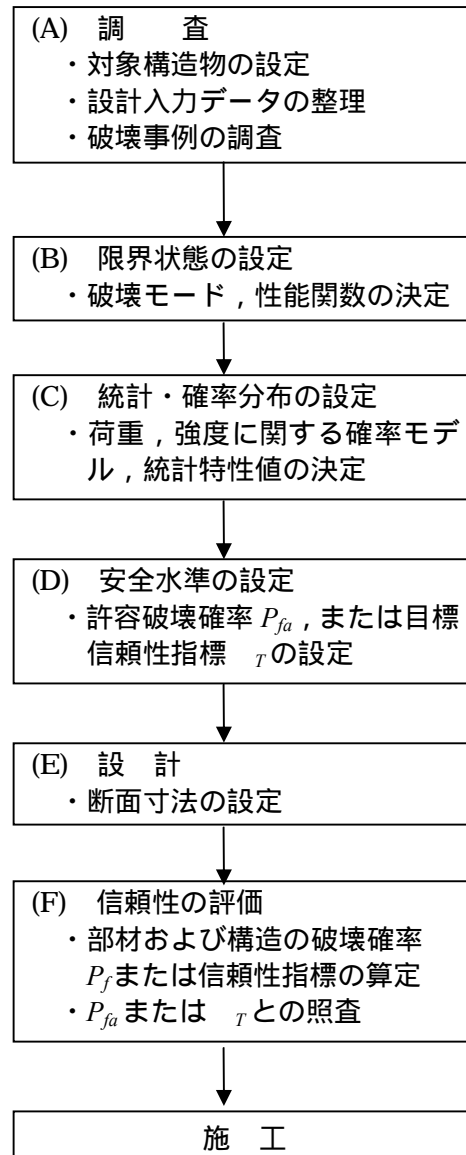 (A) 調　　査
・対象構造物の設定
・設計入力データの整理
・破壊事例の調査
(B) 限界状態の設定
・破壊モード，性能関数の決定
(C) 統計・確率分布の設定
・荷重，強度に関する確率モデ
ル，統計特性値の決定
(D) 安全水準の設定
・許容破壊確率 Pfa，または目標
信頼性指標　T の設定
(E) 設　計
・断面寸法の設定
(F) 信頼性の評価
・部材および構造の破壊確率
Pf または信頼性指標の算定
・Pfa または　T との照査
施　工